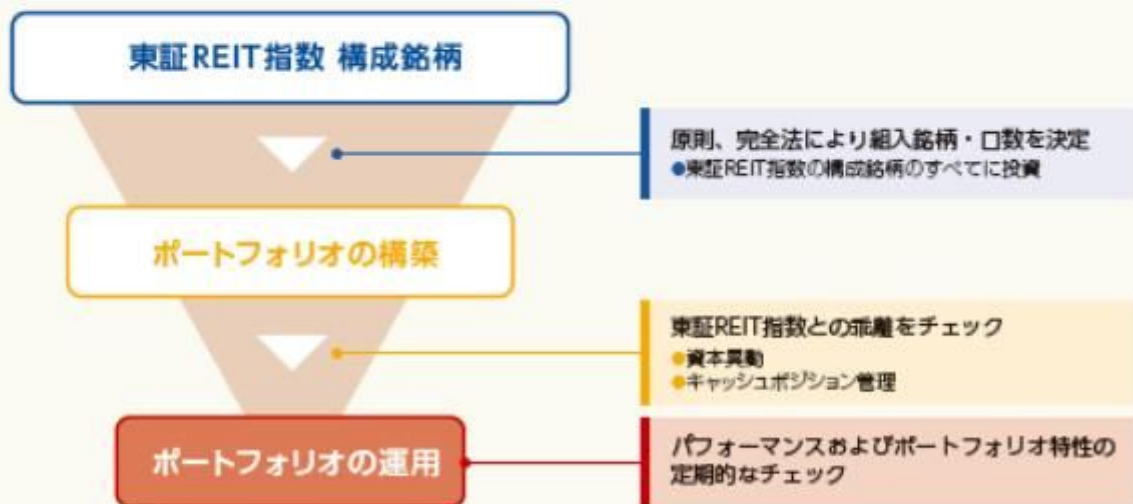 東証REIT指数 構成銘柄
原則、完全法により組入銘柄・口数を決定
●東証REIT指数の構成銘柄のすべてに投資
ポートフォリオの構築
東証REIT指数との乖離をチェック
●資本異動
●キャッシュポジション管理
ポートフォリオの運用
パフォーマンスおよびポートフォリオ特性の
定期的なチェック